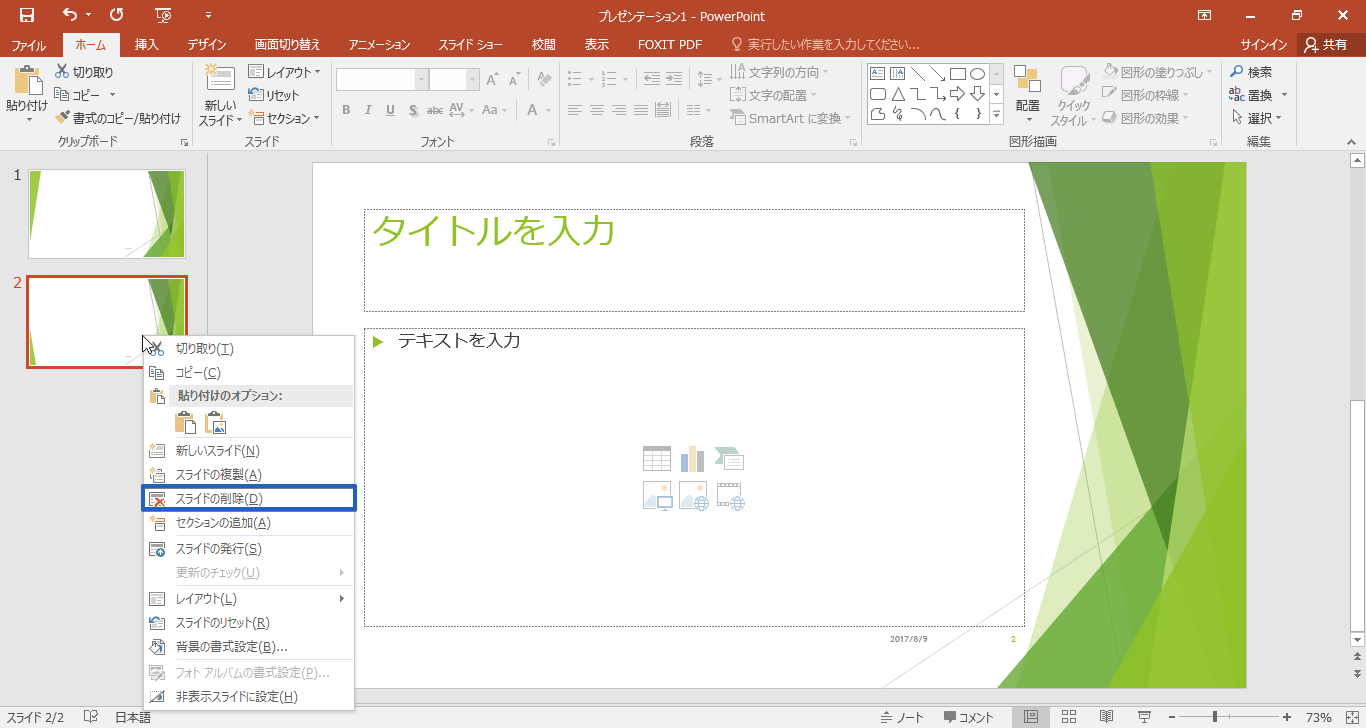 プレゼンテーション1 - PowerPoint
ファイル ホーム 挿入 デザイン 画面切り替え アニメーション スライド ショー 校閲 表示 FOXIT PDF 実行したい作業を入力してください... サインイン 共有
貼り付け
切り取り
コピー
書式のコピー/貼り付け
クリップボード
新しい
スライド
レイアウト
リセット
セクション
スライド
B I U S abc AV Aa A
A A
フォント
文字列の方向
文字の配置
SmartArt に変換
段落
配置
クイック
スタイル
図形の塗りつぶし
図形の枠線
図形の効果
図形描画
検索
置換
選択
編集
1
2
タイトルを入力
テキストを入力
2017/8/9 2
切り取り(T)
コピー(C)
貼り付けのオプション:
新しいスライド(N)
スライドの複製(A)
スライドの削除(D)
セクションの追加(A)
スライドの発行(S)
更新のチェック(U)
レイアウト(L)
スライドのリセット(R)
背景の書式設定(B)...
フォト アルバムの書式設定(P)...
非表示スライドに設定(H)
スライド 2/2 日本語 ノート コメント 73%